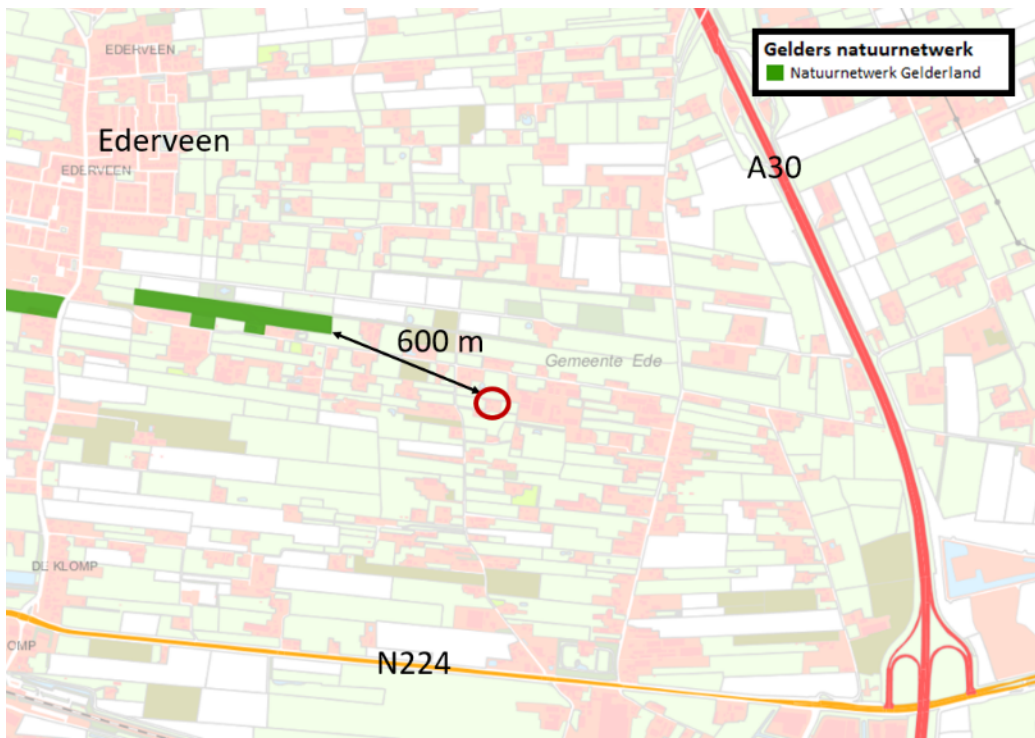 EDERVEEN
Gelders natuurnetwerk
Natuurnetwerk Gelderland
Ederveen
EDERVEEN
A30
600 m
Gemeente Ede
DE KLOMP
OMP
N224